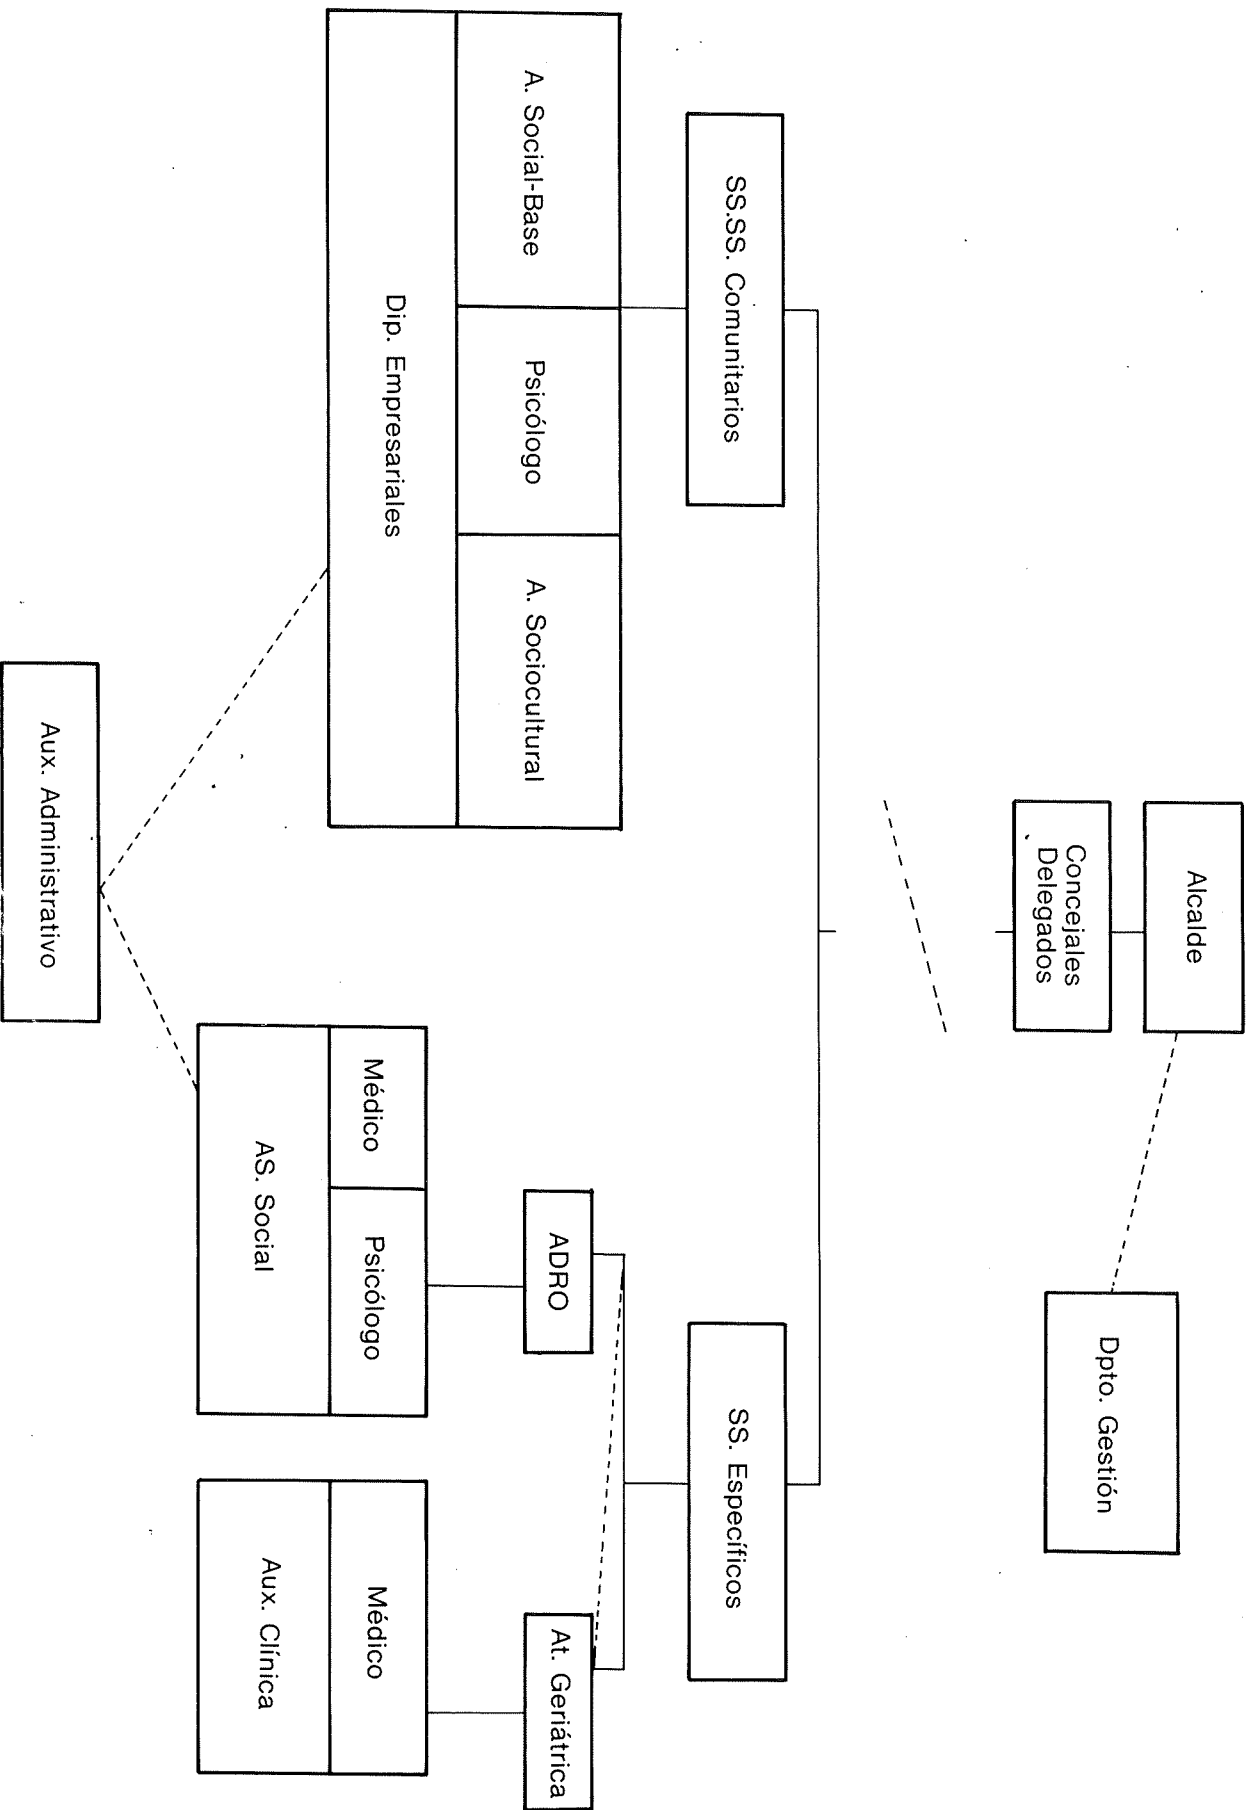 Alcalde
Concejales
Delegados
Dpto. Gestión
SS.SS. Comunitarios
SS. Específicos
A. Social-Base
Psicólogo
A. Sociocultural
Dip. Empresariales
ADRO
At. Geriátrica
Médico
Psicólogo
AS. Social
Médico
Aux. Clínica
Aux. Administrativo